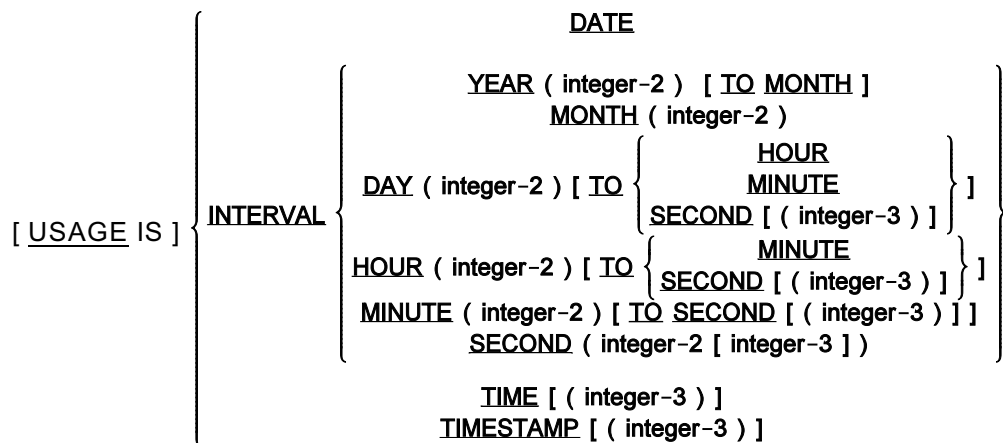 DATE
YEAR ( integer-2 ) [ TO MONTH ]
MONTH ( integer-2 )
HOUR
DAY ( integer-2 ) [ TO MINUTE ]
SECOND [ ( integer-3 ) ]
[ USAGE IS ] INTERVAL
MINUTE
HOUR ( integer-2 ) [ TO ]
SECOND [ ( integer-3 ) ]
MINUTE ( integer-2 ) [ TO SECOND [ ( integer-3 ) ] ]
SECOND ( integer-2 [ integer-3 ] )
TIME [ ( integer-3 ) ]
TIMESTAMP [ ( integer-3 ) ]